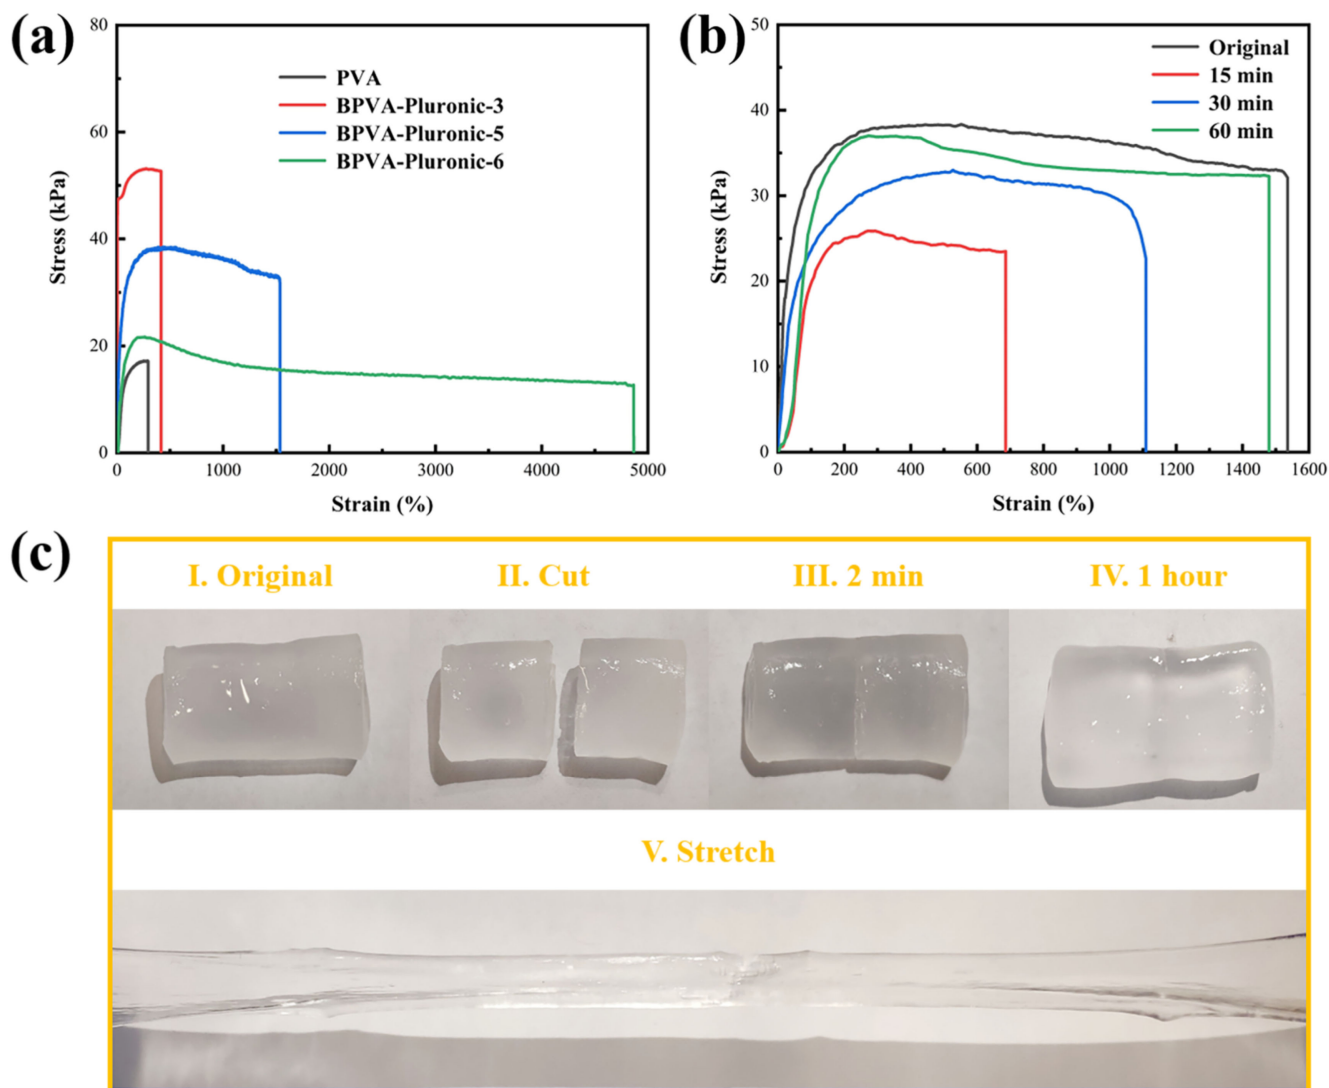 (a)
80
60
40
20
0
Stress (kPa)
PVA
BPVA-Pluronic-3
BPVA-Pluronic-5
BPVA-Pluronic-6
0 1000 2000 3000 4000 5000
Strain (%)
(b)
50
40
30
20
10
0
Stress (kPa)
Original
15 min
30 min
60 min
0 200 400 600 800 1000 1200 1400 1600
Strain (%)
(c)
I. Original II. Cut III. 2 min IV. 1 hour
V. Stretch